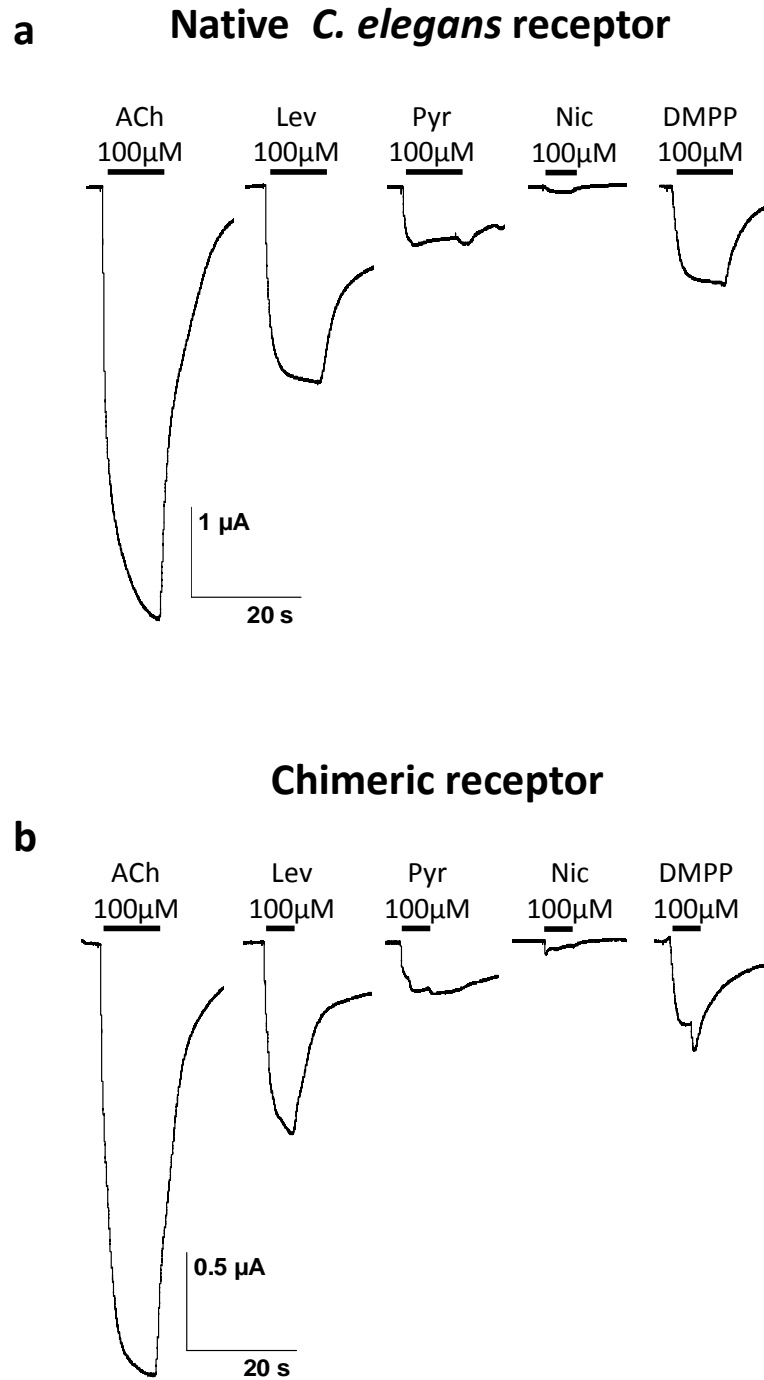 a
Native C. elegans receptor
ACh Lev Pyr Nic DMPP
100µM 100µM 100µM 100µM 100µM
1 µA
20 s
Chimeric receptor
b
ACh Lev Pyr Nic DMPP
100µM 100µM 100µM 100µM 100µM
0.5 µA
20 s